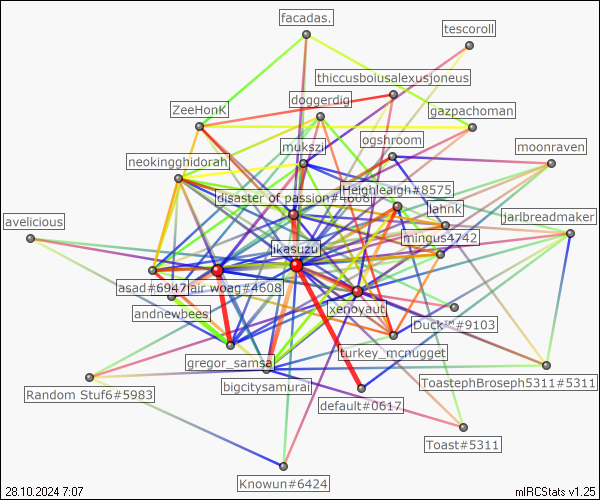 facadas.
tescoroll
thiccusboiusalexusjoneus
doggerdig
ZeeHonK
gazpachoman
ogshroom
mukszi
moonraven
neokingghidorah
disaster of passion#4608
Heighleigh#8575
lahnk
avelicious
jarlbreadmaker
mingus4742
ikasuzu
asad#6947
air woag#4608
xenoyaut
andnewbees
Duck™#9103
turkey_mcnugget
gregor_samsa
bigcitysamurai
ToastephBroseph5311#5311
Random Stuf6#5983
default#0617
Toast#5311
Knowun#6424
28.10.2024 7:07
mIRCStats v1.25